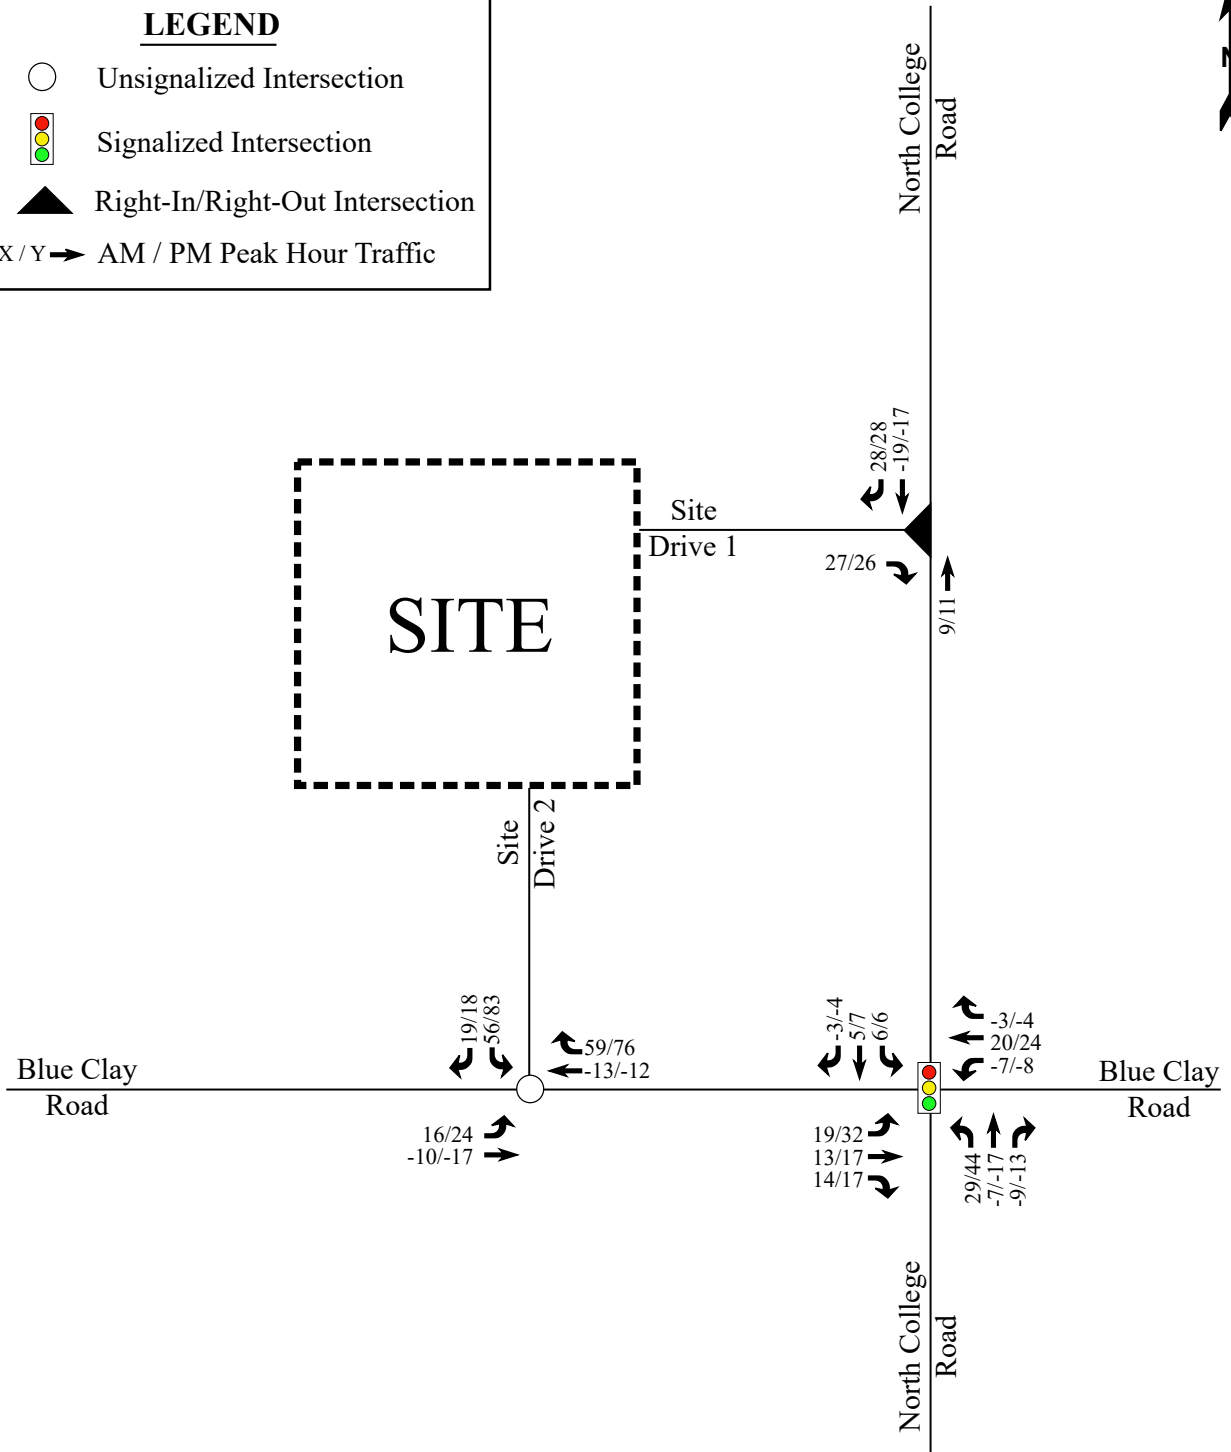 LEGEND
Unsignalized Intersection
Signalized Intersection
Right-In/Right-Out Intersection
X / Y AM / PM Peak Hour Traffic
North College
Road
28/28
-19/-17
Site
Drive 1
27/26
9/11
SITE
Site
Drive 2
19/18
56/83
59/76
-13/-12
Blue Clay
Road
16/24
-10/-17
-3/-4
5/7
6/6
-3/-4
20/24
-7/-8
Blue Clay
Road
19/32
13/17
14/17
29/44
-7/-17
-9/-13
North College
Road